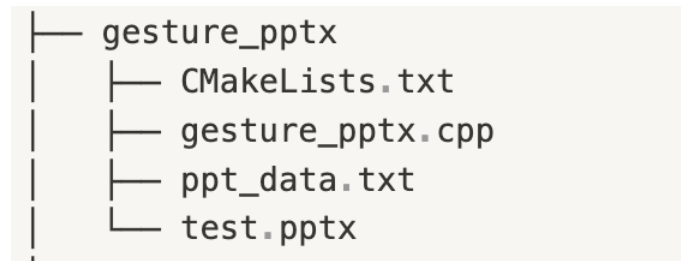 ├── gesture_pptx
│   ├── CMakeLists.txt
│   ├── gesture_pptx.cpp
│   ├── ppt_data.txt
│   └── test.pptx